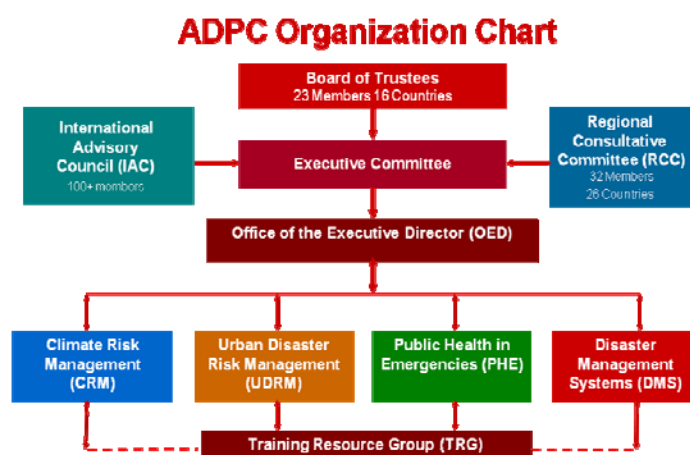 ADPC Organization Chart
Board of Trustees
23 Members 16 Countries
International
Advisory
Council (IAC)
100+ mombors
Executive Committee
Regional
Consultative
Committee (RCC)
32 Members
26 Countries
Office of the Executive Director (OED)
Climate Risk
Management
(CRM)
Urban Disaster
Risk Management
(UDRM)
Public Health in
Emergencies (PHE)
Disaster
Management
Systems (DMS)
Training Resource Group (TRG)